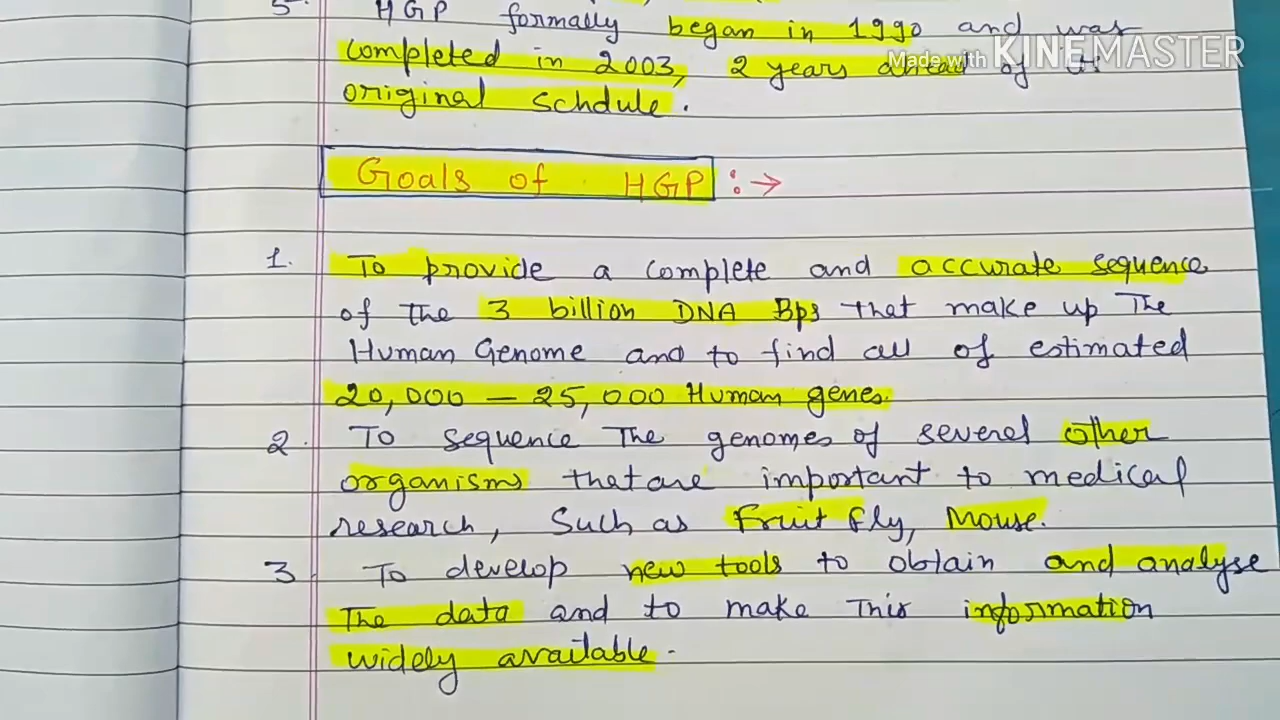 5. HGP formally began in 1990 and was
Made with KINEMASTER
completed in 2003, 2 years ahead of its
original schdule.
Goals of HGP :→
1. To provide a complete and accurate sequence
of the 3 billion DNA Bps that make up The
Human Genome and to find all of estimated
20,000 – 25,000 Human genes.
2. To sequence The genomes of several other
organisms that are important to medical
research, Such as Fruit fly, Mouse.
3. To develop new tools to obtain and analyse
The data and to make This information
widely available.